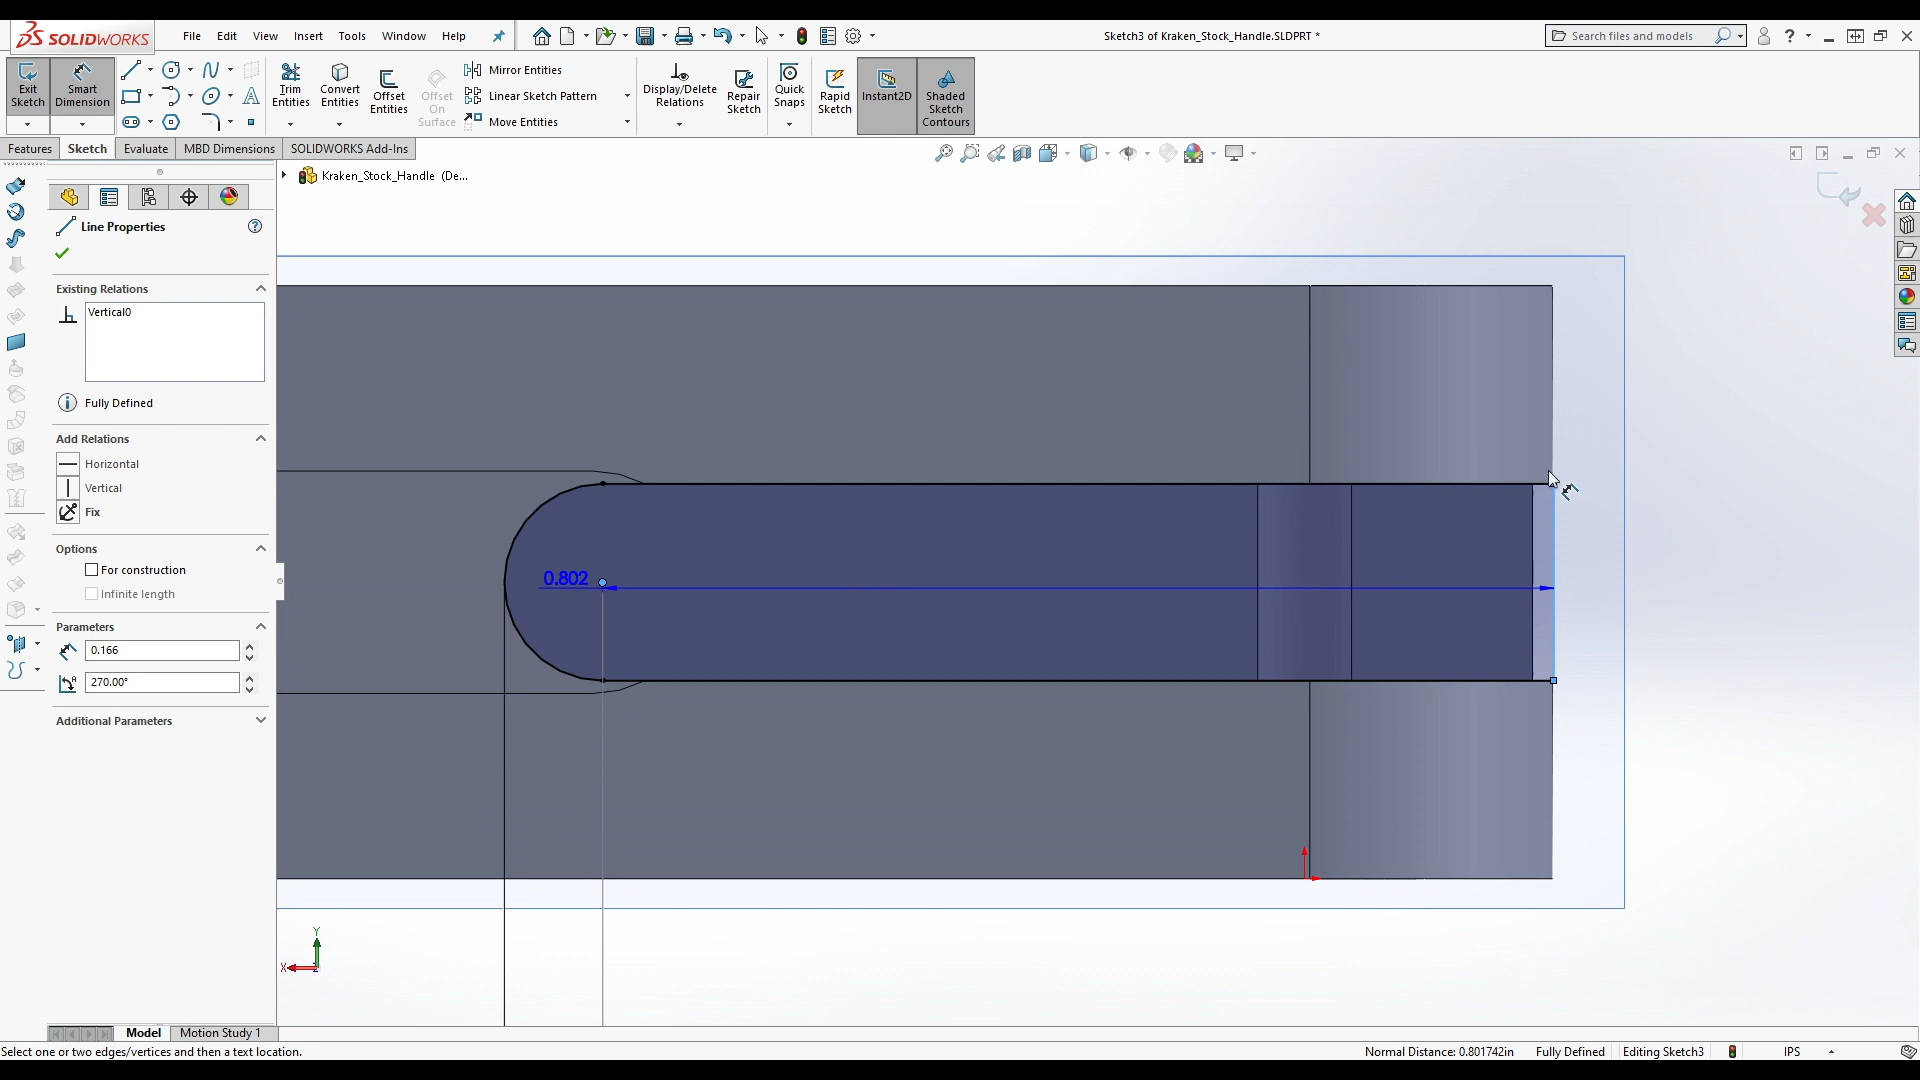 SOLIDWORKS
File Edit View Insert Tools Window Help
Sketch3 of Kraken_Stock_Handle.SLDPRT *
Search files and models
Exit Sketch
Smart Dimension
Trim Entities
Convert Entities
Offset Entities
Offset On Surface
Mirror Entities
Linear Sketch Pattern
Move Entities
Display/Delete Relations
Repair Sketch
Quick Snaps
Rapid Sketch
Instant2D
Shaded Sketch Contours
Features Sketch Evaluate MBD Dimensions SOLIDWORKS Add-Ins
Kraken_Stock_Handle (De...
Line Properties
Existing Relations
Vertical0
Fully Defined
Add Relations
Horizontal
Vertical
Fix
Options
For construction
Infinite length
Parameters
0.166
270.00°
Additional Parameters
0.802
Y
X
Z
Model Motion Study 1
Select one or two edges/vertices and then a text location.
Normal Distance: 0.801742in Fully Defined Editing Sketch3 IPS